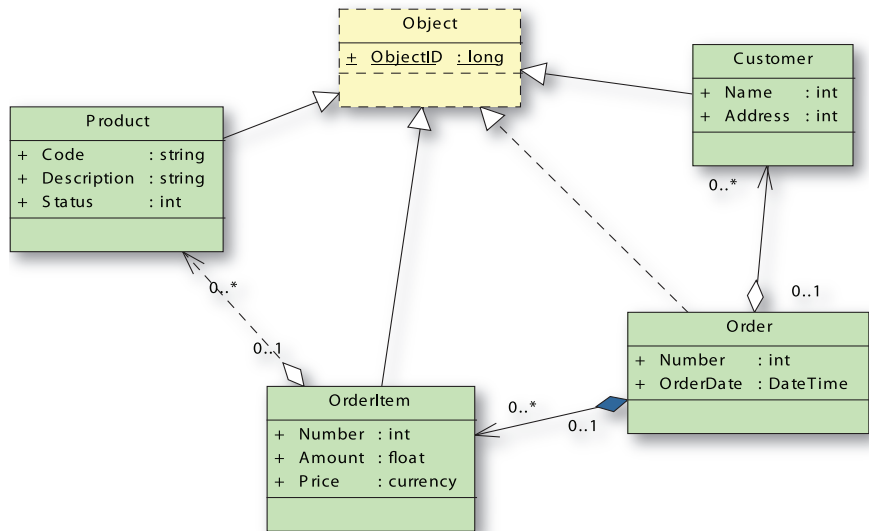 Object
+ ObjectID : long
Customer
+ Name : int
+ Address : int
Product
+ Code : string
+ Description : string
+ Status : int
0..*
0..*
0..1
0..1
Order
+ Number : int
+ OrderDate : DateTime
OrderItem
+ Number : int
+ Amount : float
+ Price : currency
0..*
0..1